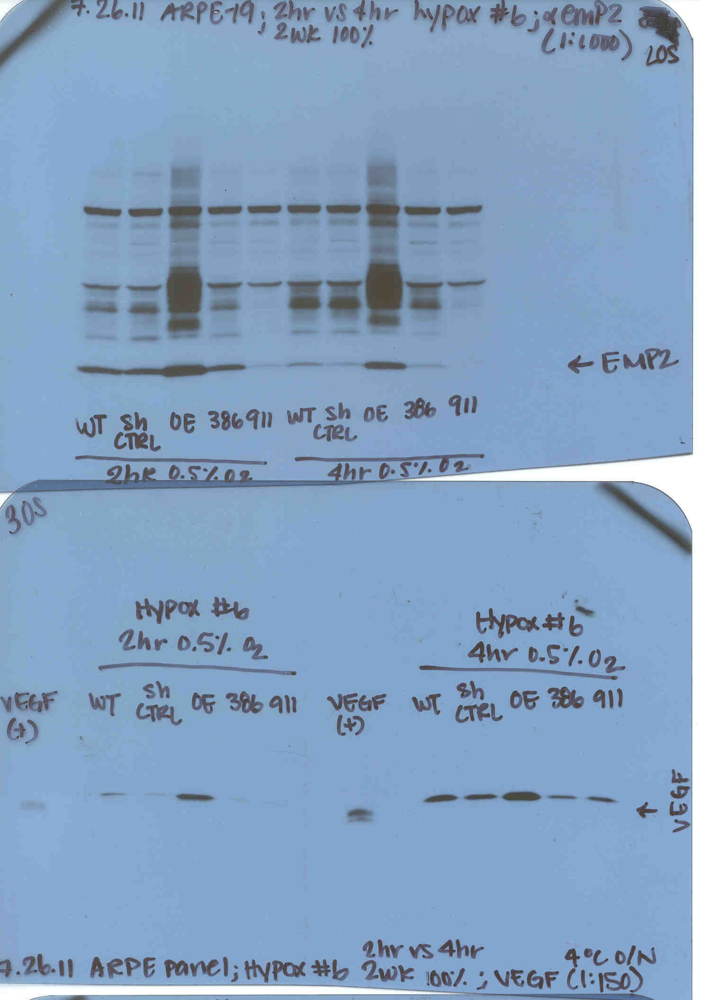 7.26.11 ARPE-19; 2hr vs 4hr hypox #6; α emp2
2wk 100%
(1:1000)
10s
← EMP2
WT sh CTRL OE 386 911 WT sh CTRL OE 386 911
2hr 0.5% O2 4hr 0.5% O2
30s
Hypox #6
2hr 0.5% O2
Hypox #6
4hr 0.5% O2
VEGF (+) WT sh CTRL OE 386 911 VEGF (+) WT sh CTRL OE 386 911
← VEGF
2hr vs 4hr
4°C O/N
7.26.11 ARPE panel; Hypox #6 2wk 100%; VEGF (1:150)